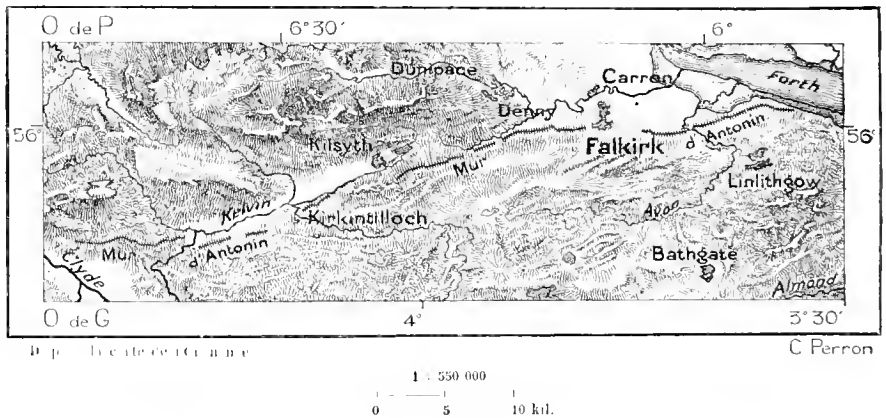 O de P 6°30′ 6°
Dunipace
Carron
Forth
Denny
56° 56°
Kilsyth
Mur d'Antonin
Falkirk
Linlithgow
Kelvin
Kirkintilloch
Avon
Mur d'Antonin
Bathgate
Clyde
Almond
O de G 4° 3°30′
C Perron
1 : 550 000
0 5 10 kil.